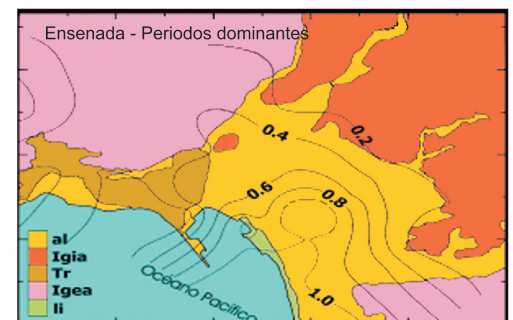 Ensenada - Periodos dominantes
0.2
0.4
0.6
0.8
al
Igia
Tr
Igea
li
Océano Pacífico
1.0